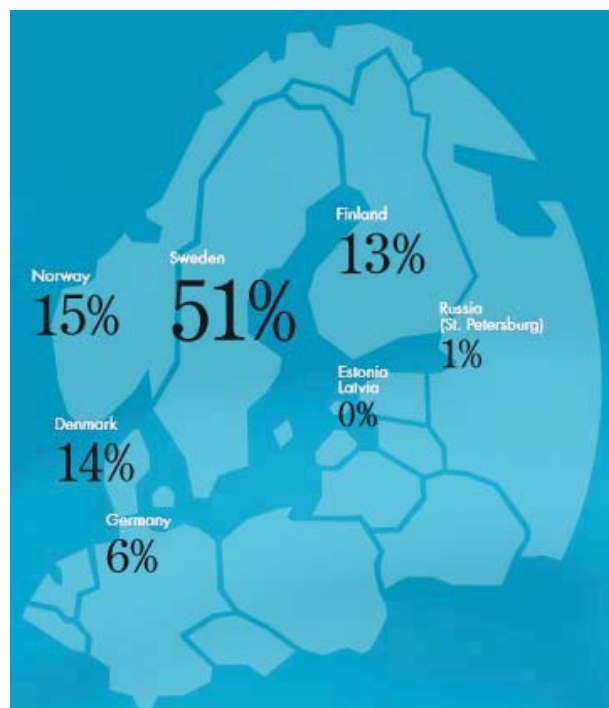 Finland
13%
Sweden
51%
Norway
15%
Russia
(St. Petersburg)
1%
Estonia
Latvia
0%
Denmark
14%
Germany
6%